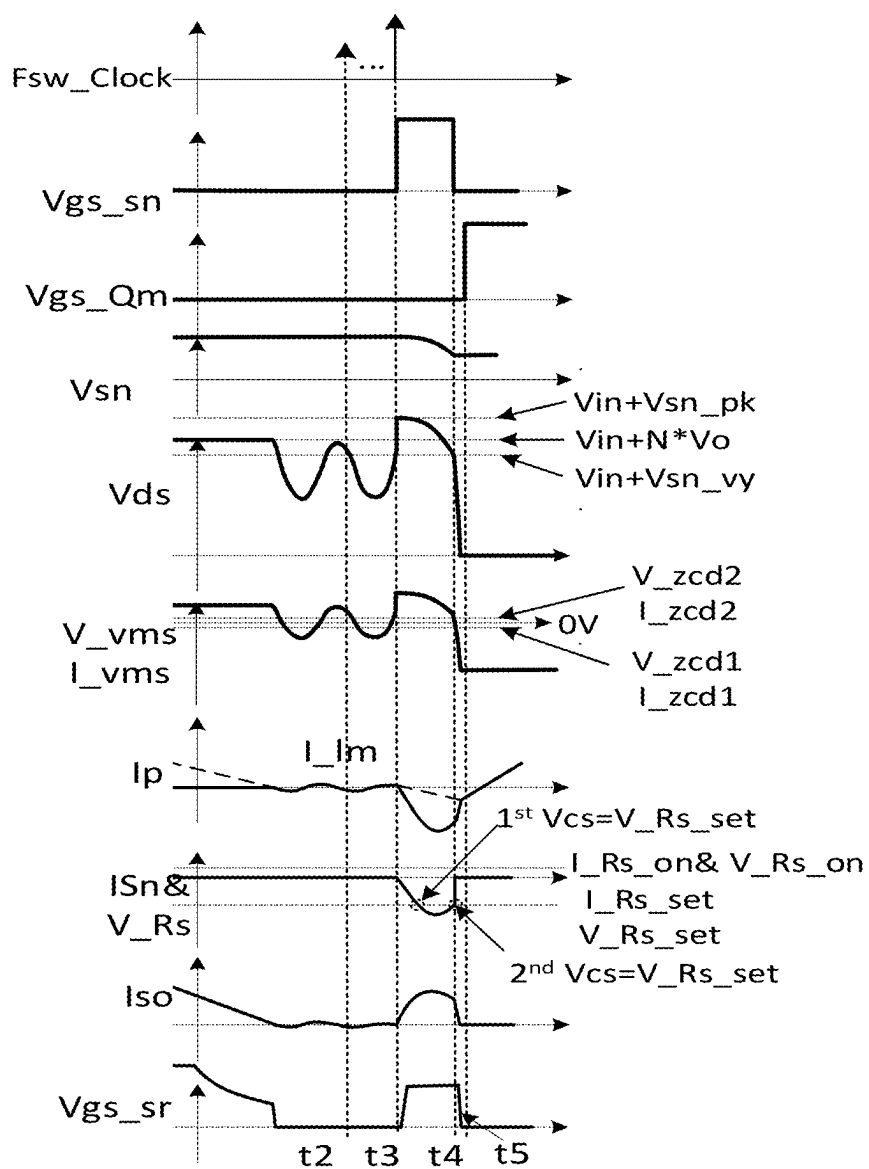 Fsw_Clock
...
Vgs_sn
Vgs_Qm
Vsn
Vin+Vsn_pk
Vin+N*Vo
Vin+Vsn_vy
Vds
V_zcd2
I_zcd2
0V
V_vms
I_vms
V_zcd1
I_zcd1
I_lm
Ip
1st Vcs=V_Rs_set
I_Rs_on& V_Rs_on
ISn&
V_Rs
I_Rs_set
V_Rs_set
2nd Vcs=V_Rs_set
Iso
Vgs_sr
t2 t3 t4 t5